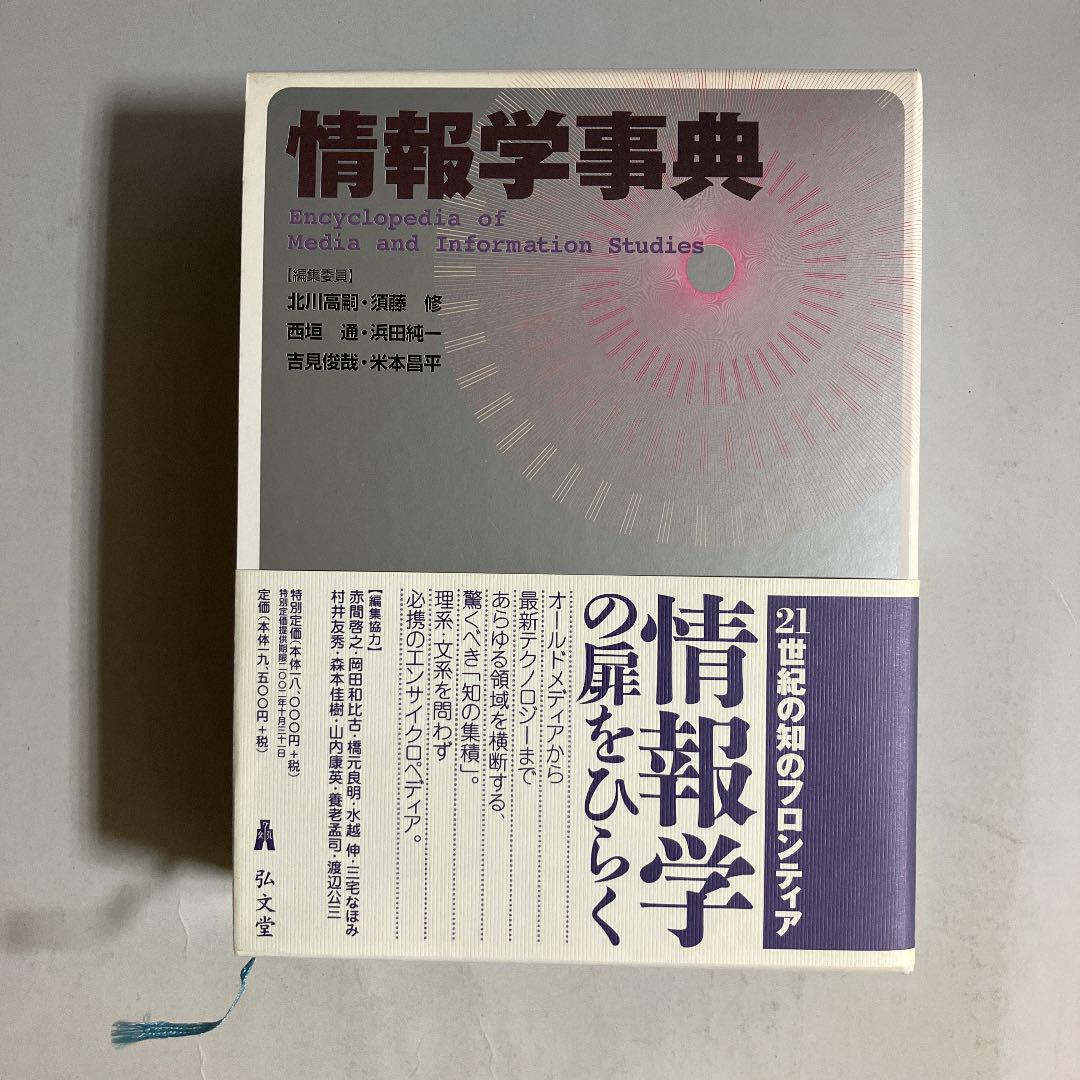 情報学事典
Encyclopedia of
Media and Information Studies
【編集委員】
北川高嗣・須藤 修
西垣 通・浜田純一
吉見俊哉・米本昌平
21世紀の知のフロンティア
情報学
の扉をひらく
オールドメディアから
最新テクノロジーまで
あらゆる領域を横断する、
驚くべき「知の集積」。
理系・文系を問わず
必携のエンサイクロペディア。
【編集協力】
赤間啓之・岡田和比古・橋元良明・水越 伸・三宅なほみ
村井友秀・森本佳樹・山内康英・養老孟司・渡辺公三
特別定価(本体一八、〇〇〇円+税)
特別定価提供期限二〇〇二年十月三十一日
定価(本体一九、五〇〇円+税)
弘文堂